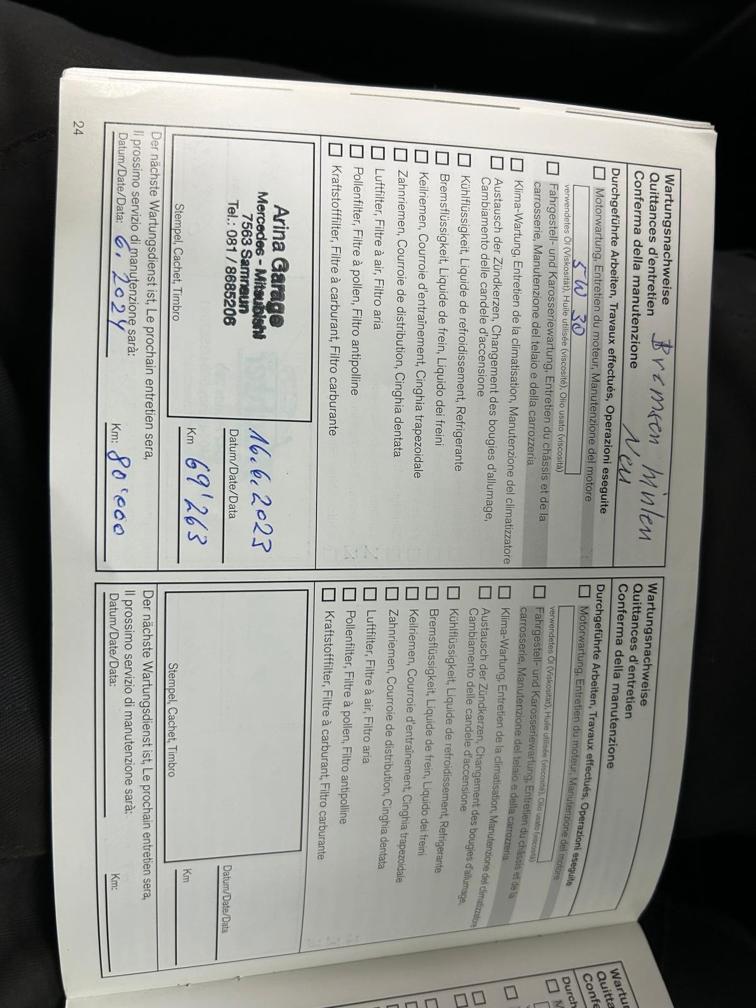 Wartungsnachweise
Quittances d'entretien
Conferma della manutenzione
Bremsen hinten
Neu
Durchgeführte Arbeiten, Travaux effectués, Operazioni eseguite
Motorwartung, Entretien du moteur, Manutenzione del motore
5W 30
verwendetes Öl (Viskosität), Huile utilisée (viscosité), Olio usato (viscosità)
Fahrgestell- und Karosseriewartung, Entretien du châssis et de la
carrosserie, Manutenzione del telaio e della carrozzeria
Klima-Wartung, Entretien de la climatisation, Manutenzione del climatizzatore
Austausch der Zündkerzen, Changement des bougies d'allumage,
Cambiamento delle candele d'accensione
Kühlflüssigkeit, Liquide de refroidissement, Refrigerante
Bremsflüssigkeit, Liquide de frein, Liquido dei freini
Keilriemen, Courroie d'entraînement, Cinghia trapezoidale
Zahnriemen, Courroie de distribution, Cinghia dentata
Luftfilter, Filtre à air, Filtro aria
Pollenfilter, Filtre à pollen, Filtro antipolline
Kraftstofffilter, Filtre à carburant, Filtro carburante
Arina Garage
Mercedes - Mitsubishi
7563 Samnaun
Tel.: 081 / 8685206
Stempel, Cachet, Timbro
16.6.2023
Datum/Date/Data
69'263
Km
Der nächste Wartungsdienst ist, Le prochain entretien sera,
Il prossimo servizio di manutenzione sarà:
Datum/Date/Data: 6.2024 Km: 80'000
24
Wartungsnachweise
Quittances d'entretien
Conferma della manutenzione
Durchgeführte Arbeiten, Travaux effectués, Operazioni eseguite
Motorwartung, Entretien du moteur, Manutenzione del motore
verwendetes Öl (Viskosität), Huile utilisée (viscosité), Olio usato (viscosità)
Fahrgestell- und Karosseriewartung, Entretien du châssis et de la
carrosserie, Manutenzione del telaio e della carrozzeria
Klima-Wartung, Entretien de la climatisation, Manutenzione del climatizzatore
Austausch der Zündkerzen, Changement des bougies d'allumage,
Cambiamento delle candele d'accensione
Kühlflüssigkeit, Liquide de refroidissement, Refrigerante
Bremsflüssigkeit, Liquide de frein, Liquido dei freini
Keilriemen, Courroie d'entraînement, Cinghia trapezoidale
Zahnriemen, Courroie de distribution, Cinghia dentata
Luftfilter, Filtre à air, Filtro aria
Pollenfilter, Filtre à pollen, Filtro antipolline
Kraftstofffilter, Filtre à carburant, Filtro carburante
Stempel, Cachet, Timbro
Datum/Date/Data
Km
Der nächste Wartungsdienst ist, Le prochain entretien sera,
Il prossimo servizio di manutenzione sarà:
Datum/Date/Data: Km: